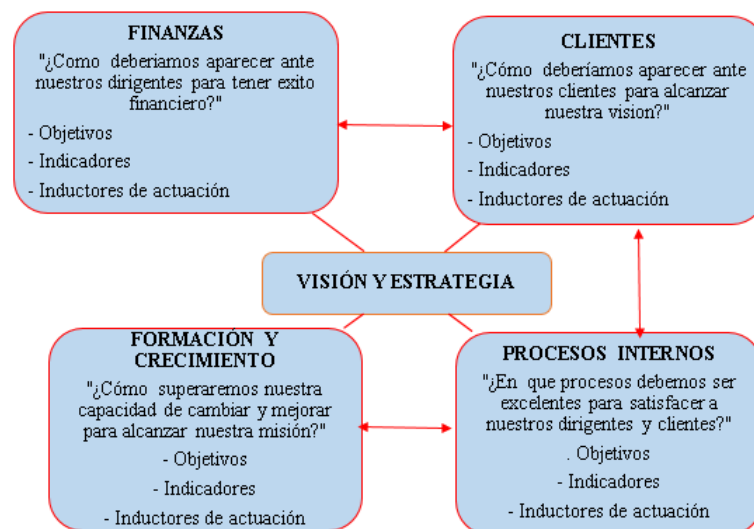 FINANZAS
"¿Como deberiamos aparecer ante
nuestros dirigentes para tener exito
financiero?"
- Objetivos
- Indicadores
- Inductores de actuación
CLIENTES
"¿Cómo deberíamos aparecer ante
nuestros clientes para alcanzar
nuestra vision?"
- Objetivos
- Indicadores
- Inductores de actuación
VISIÓN Y ESTRATEGIA
FORMACIÓN Y
CRECIMIENTO
"¿Cómo superaremos nuestra
capacidad de cambiar y mejorar
para alcanzar nuestra misión?"
- Objetivos
- Indicadores
- Inductores de actuación
PROCESOS INTERNOS
"¿En que procesos debemos ser
excelentes para satisfacer a
nuestros dirigentes y clientes?"
. Objetivos
- Indicadores
- Inductores de actuación